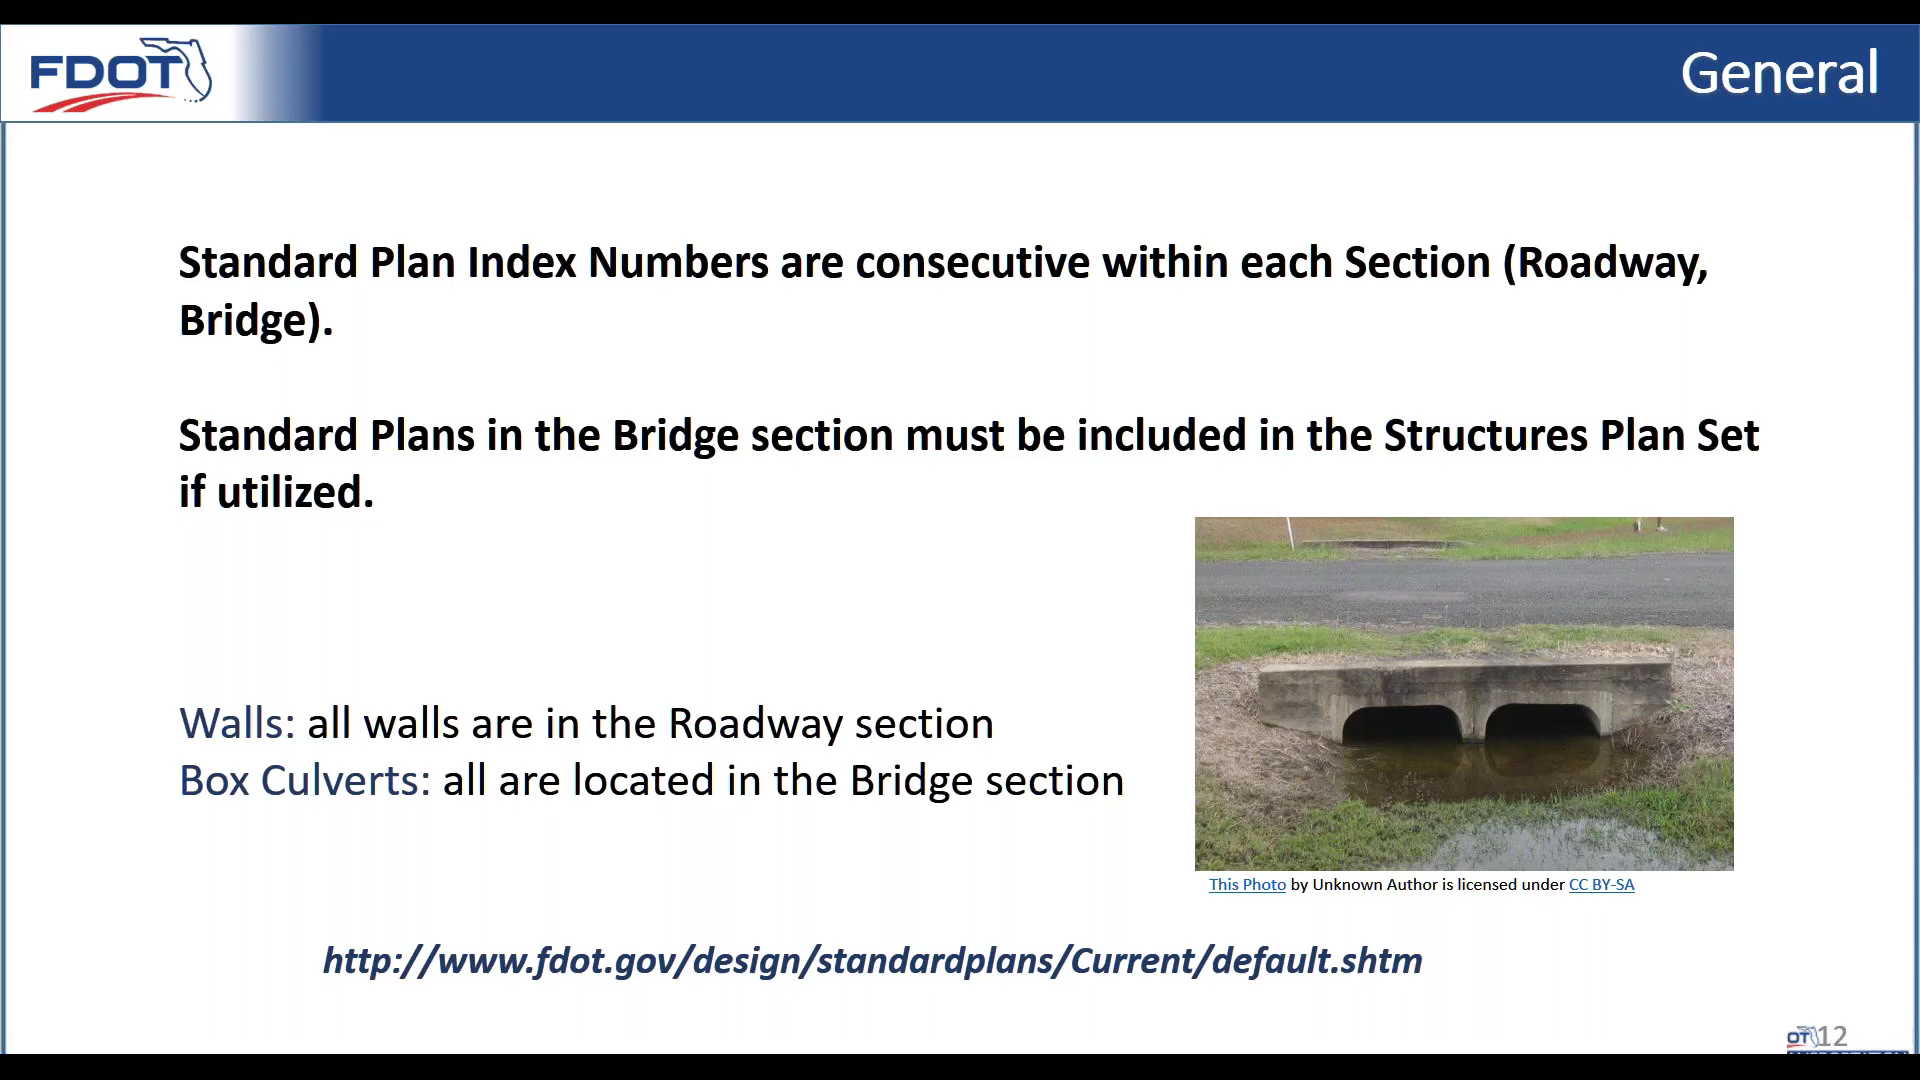 FDOT
General
Standard Plan Index Numbers are consecutive within each Section (Roadway,
Bridge).
Standard Plans in the Bridge section must be included in the Structures Plan Set
if utilized.
Walls: all walls are in the Roadway section
Box Culverts: all are located in the Bridge section
This Photo by Unknown Author is licensed under CC BY-SA
http://www.fdot.gov/design/standardplans/Current/default.shtm
OT 12